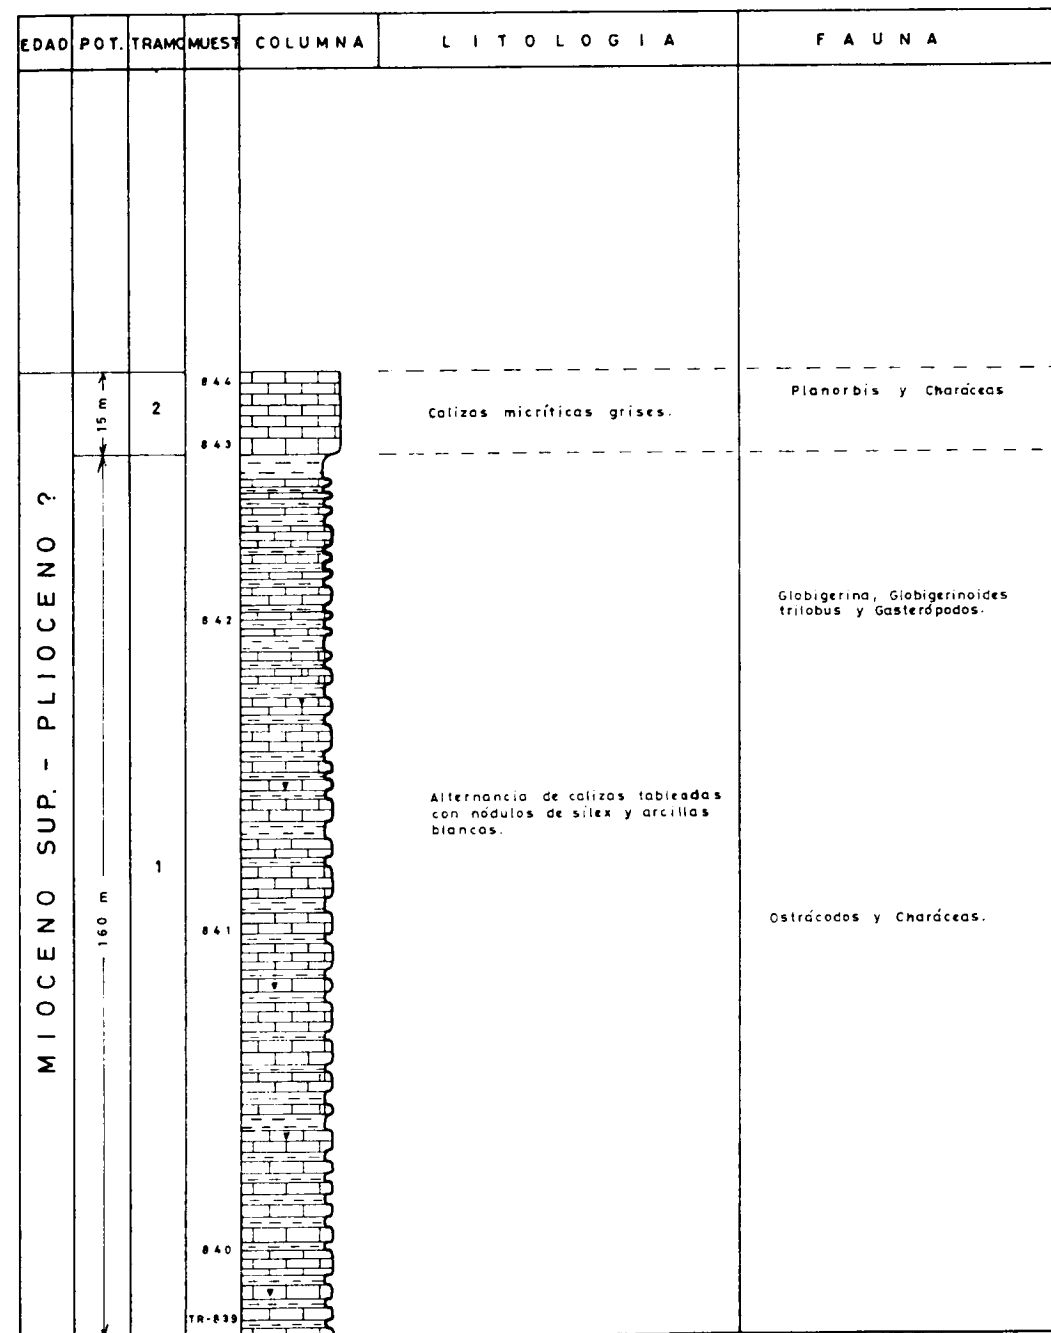 EDAD POT. TRAMO MUEST COLUMNA LITOLOGIA FAUNA
844
Planorbis y Charáceas
15 m
2
Calizas micríticas grises.
843
MIOCENO SUP. - PLIOCENO ?
Globigerina, Globigerinoides
trilobus y Gasterópodos.
842
Alternancia de calizas tableadas
con nódulos de sílex y arcillas
blancas.
1
160 m
841
Ostrácodos y Charáceas.
840
TR-839